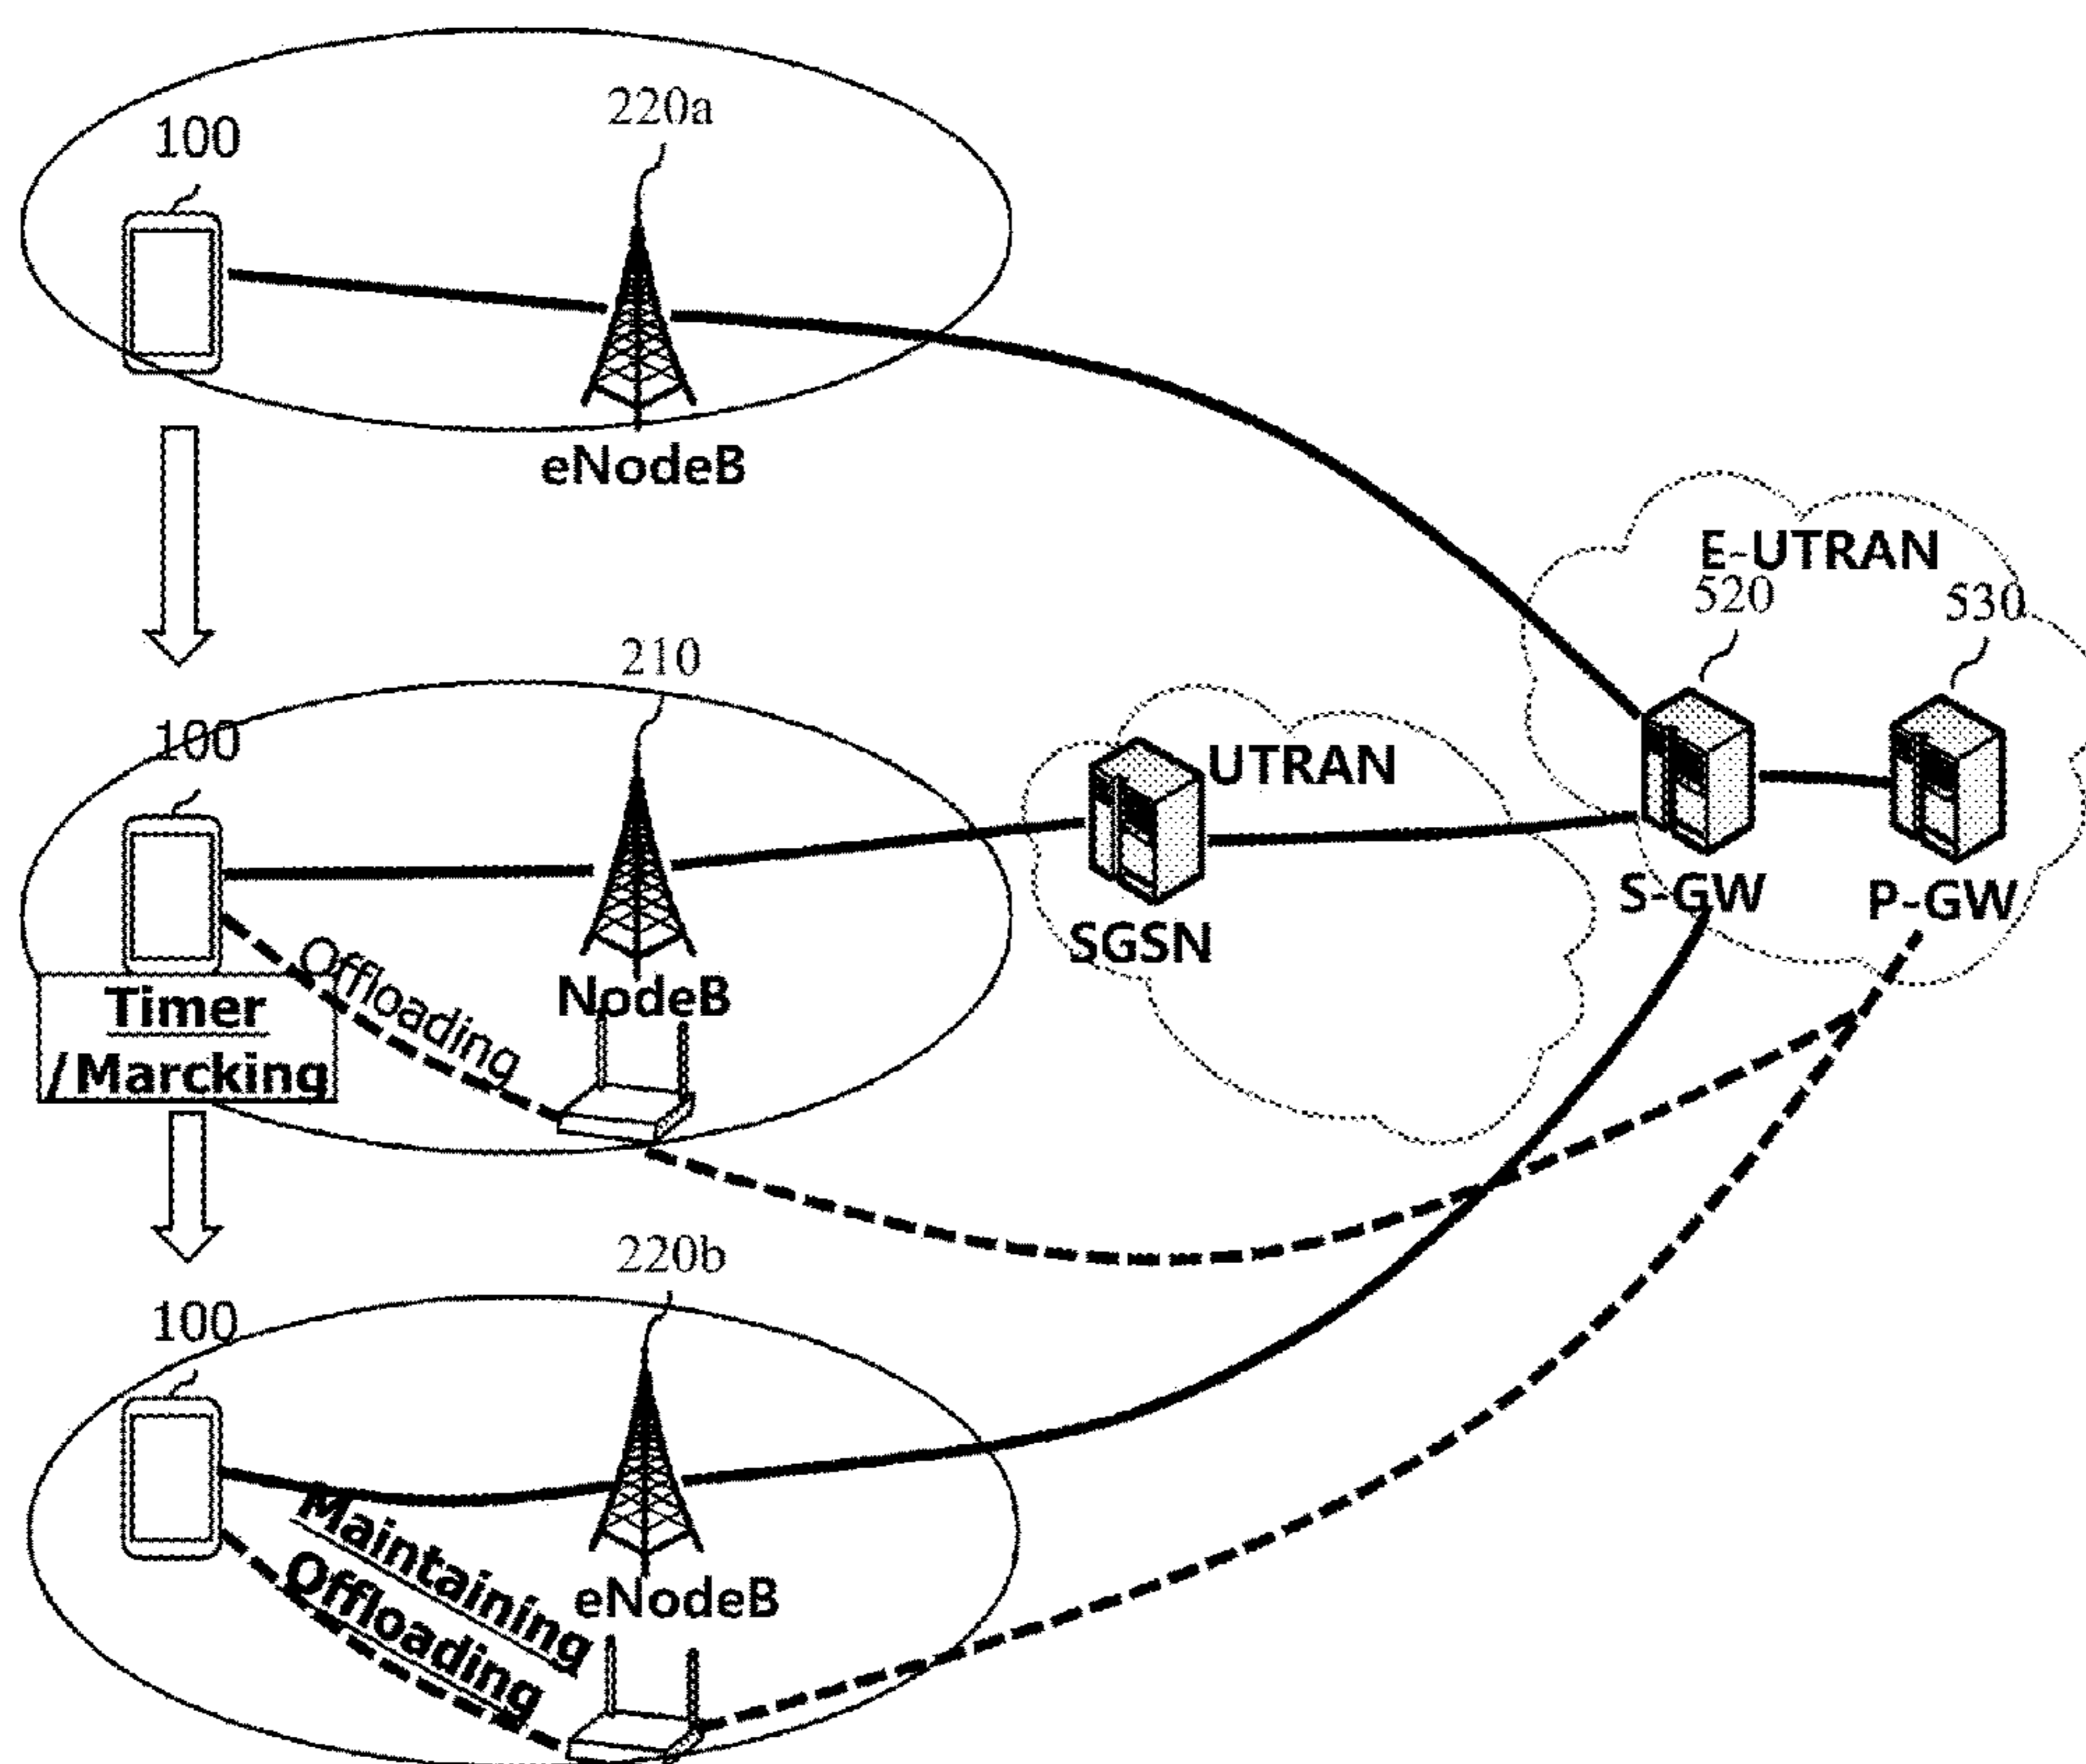 220a
100
eNodeB
E-UTRAN
520
530
210
100
UTRAN
S-GW
P-GW
SGSN
Offloading
NodeB
Timer
/Marcking
220b
100
Maintaining
Offloading
eNodeB